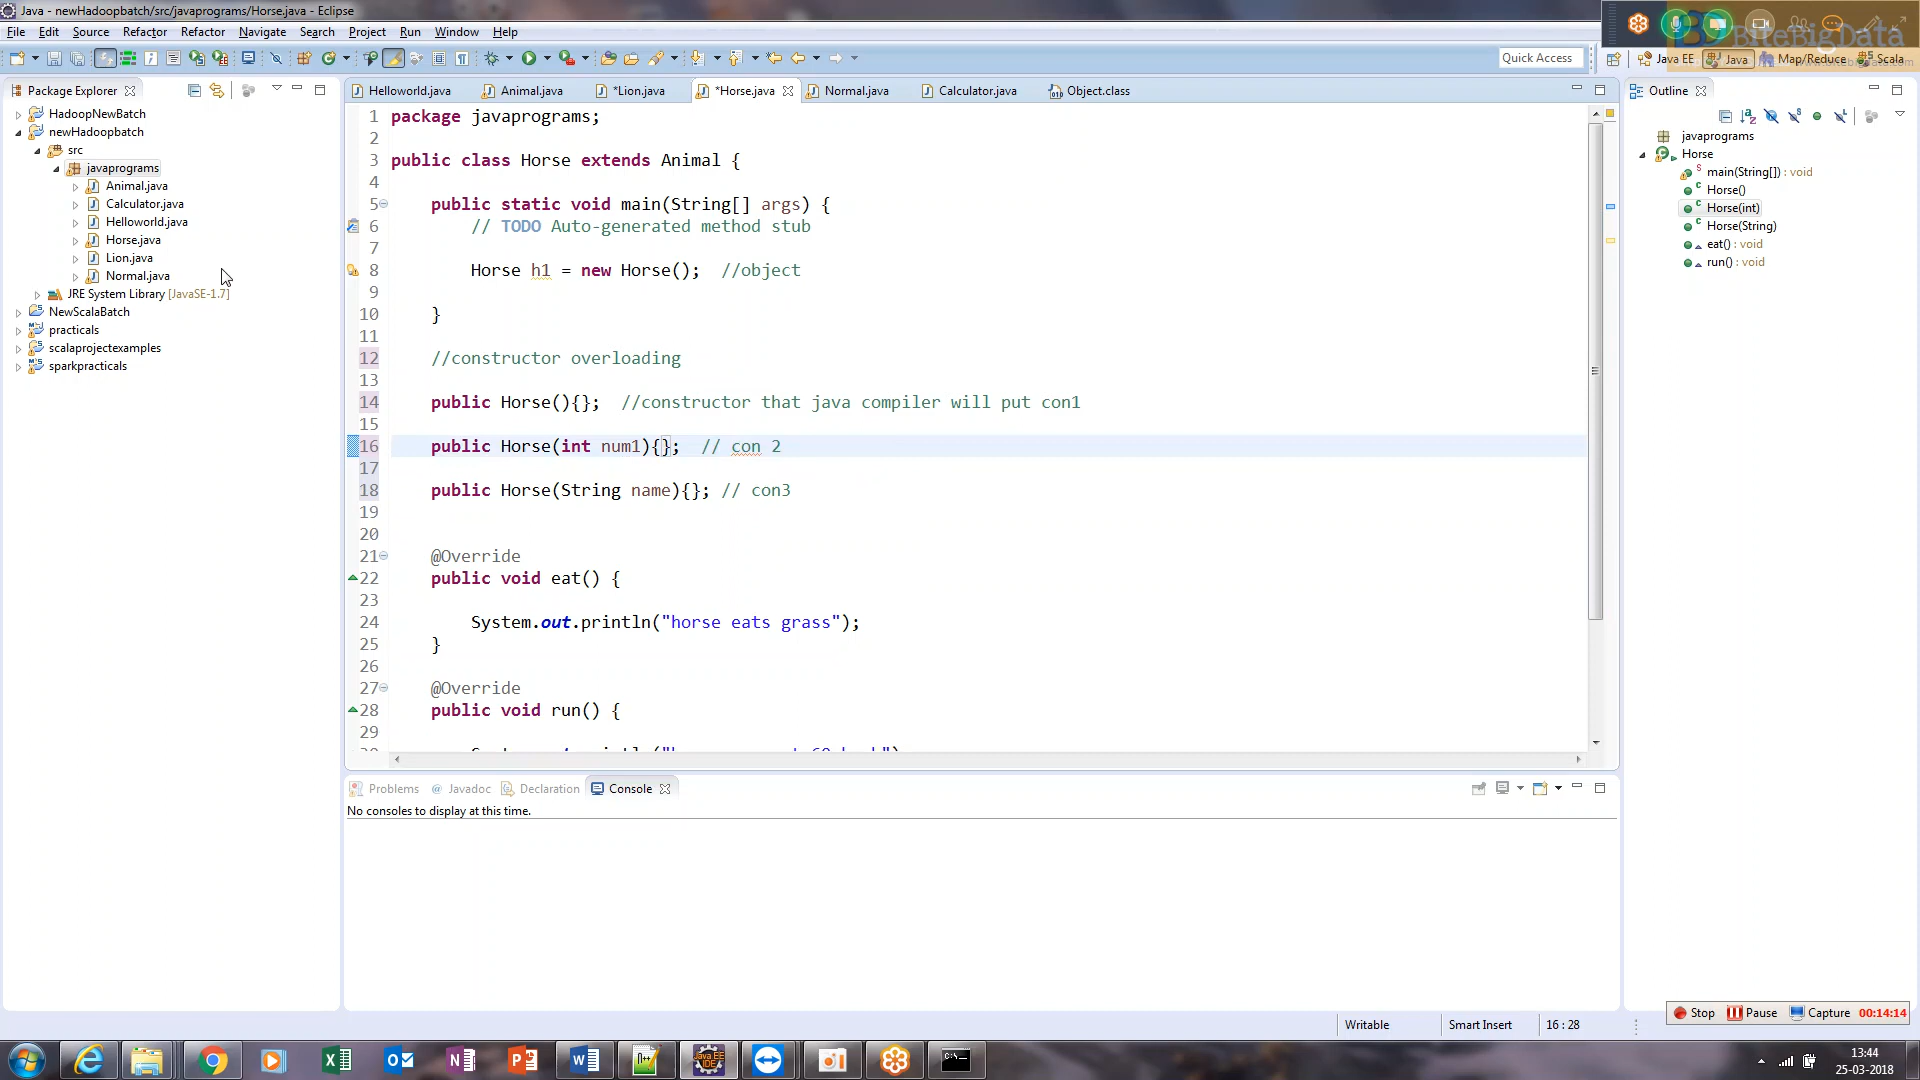 Java - newHadoopbatch/src/javaprograms/Horse.java - Eclipse
File Edit Source Refactor Refactor Navigate Search Project Run Window Help
BiteBigData
Quick Access
Java EE Java Map/Reduce Scala
Package Explorer
HadoopNewBatch
newHadoopbatch
src
javaprograms
Animal.java
Calculator.java
Helloworld.java
Horse.java
Lion.java
Normal.java
JRE System Library [JavaSE-1.7]
NewScalaBatch
practicals
scalaprojectexamples
sparkpracticals
Helloworld.java Animal.java *Lion.java *Horse.java Normal.java Calculator.java Object.class
1 package javaprograms;
2
3 public class Horse extends Animal {
4
5 public static void main(String[] args) {
6 // TODO Auto-generated method stub
7
8 Horse h1 = new Horse(); //object
9
10 }
11
12 //constructor overloading
13
14 public Horse(){}; //constructor that java compiler will put con1
15
16 public Horse(int num1){}; // con 2
17
18 public Horse(String name){}; // con3
19
20
21 @Override
22 public void eat() {
23
24 System.out.println("horse eats grass");
25 }
26
27 @Override
28 public void run() {
29
Outline
javaprograms
Horse
main(String[]) : void
Horse()
Horse(int)
Horse(String)
eat() : void
run() : void
Problems @ Javadoc Declaration Console
No consoles to display at this time.
Writable Smart Insert 16 : 28
Stop Pause Capture 00:14:14
13:44
25-03-2018